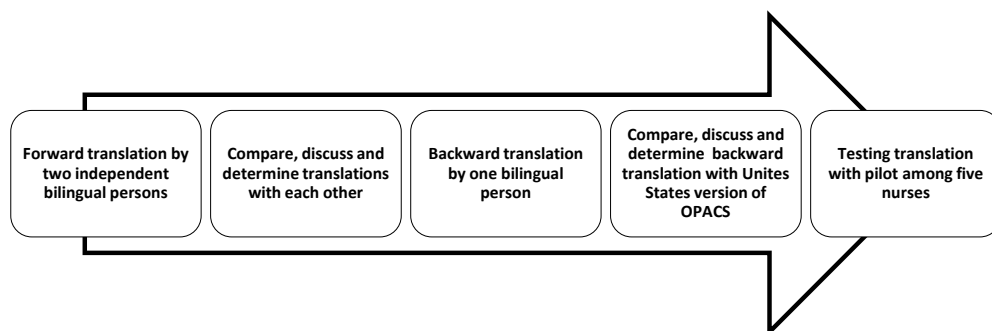 Forward translation by
two independent
bilingual persons
Compare, discuss and
determine translations
with each other
Backward translation
by one bilingual
person
Compare, discuss and
determine backward
translation with Unites
States version of
OPACS
Testing translation
with pilot among five
nurses